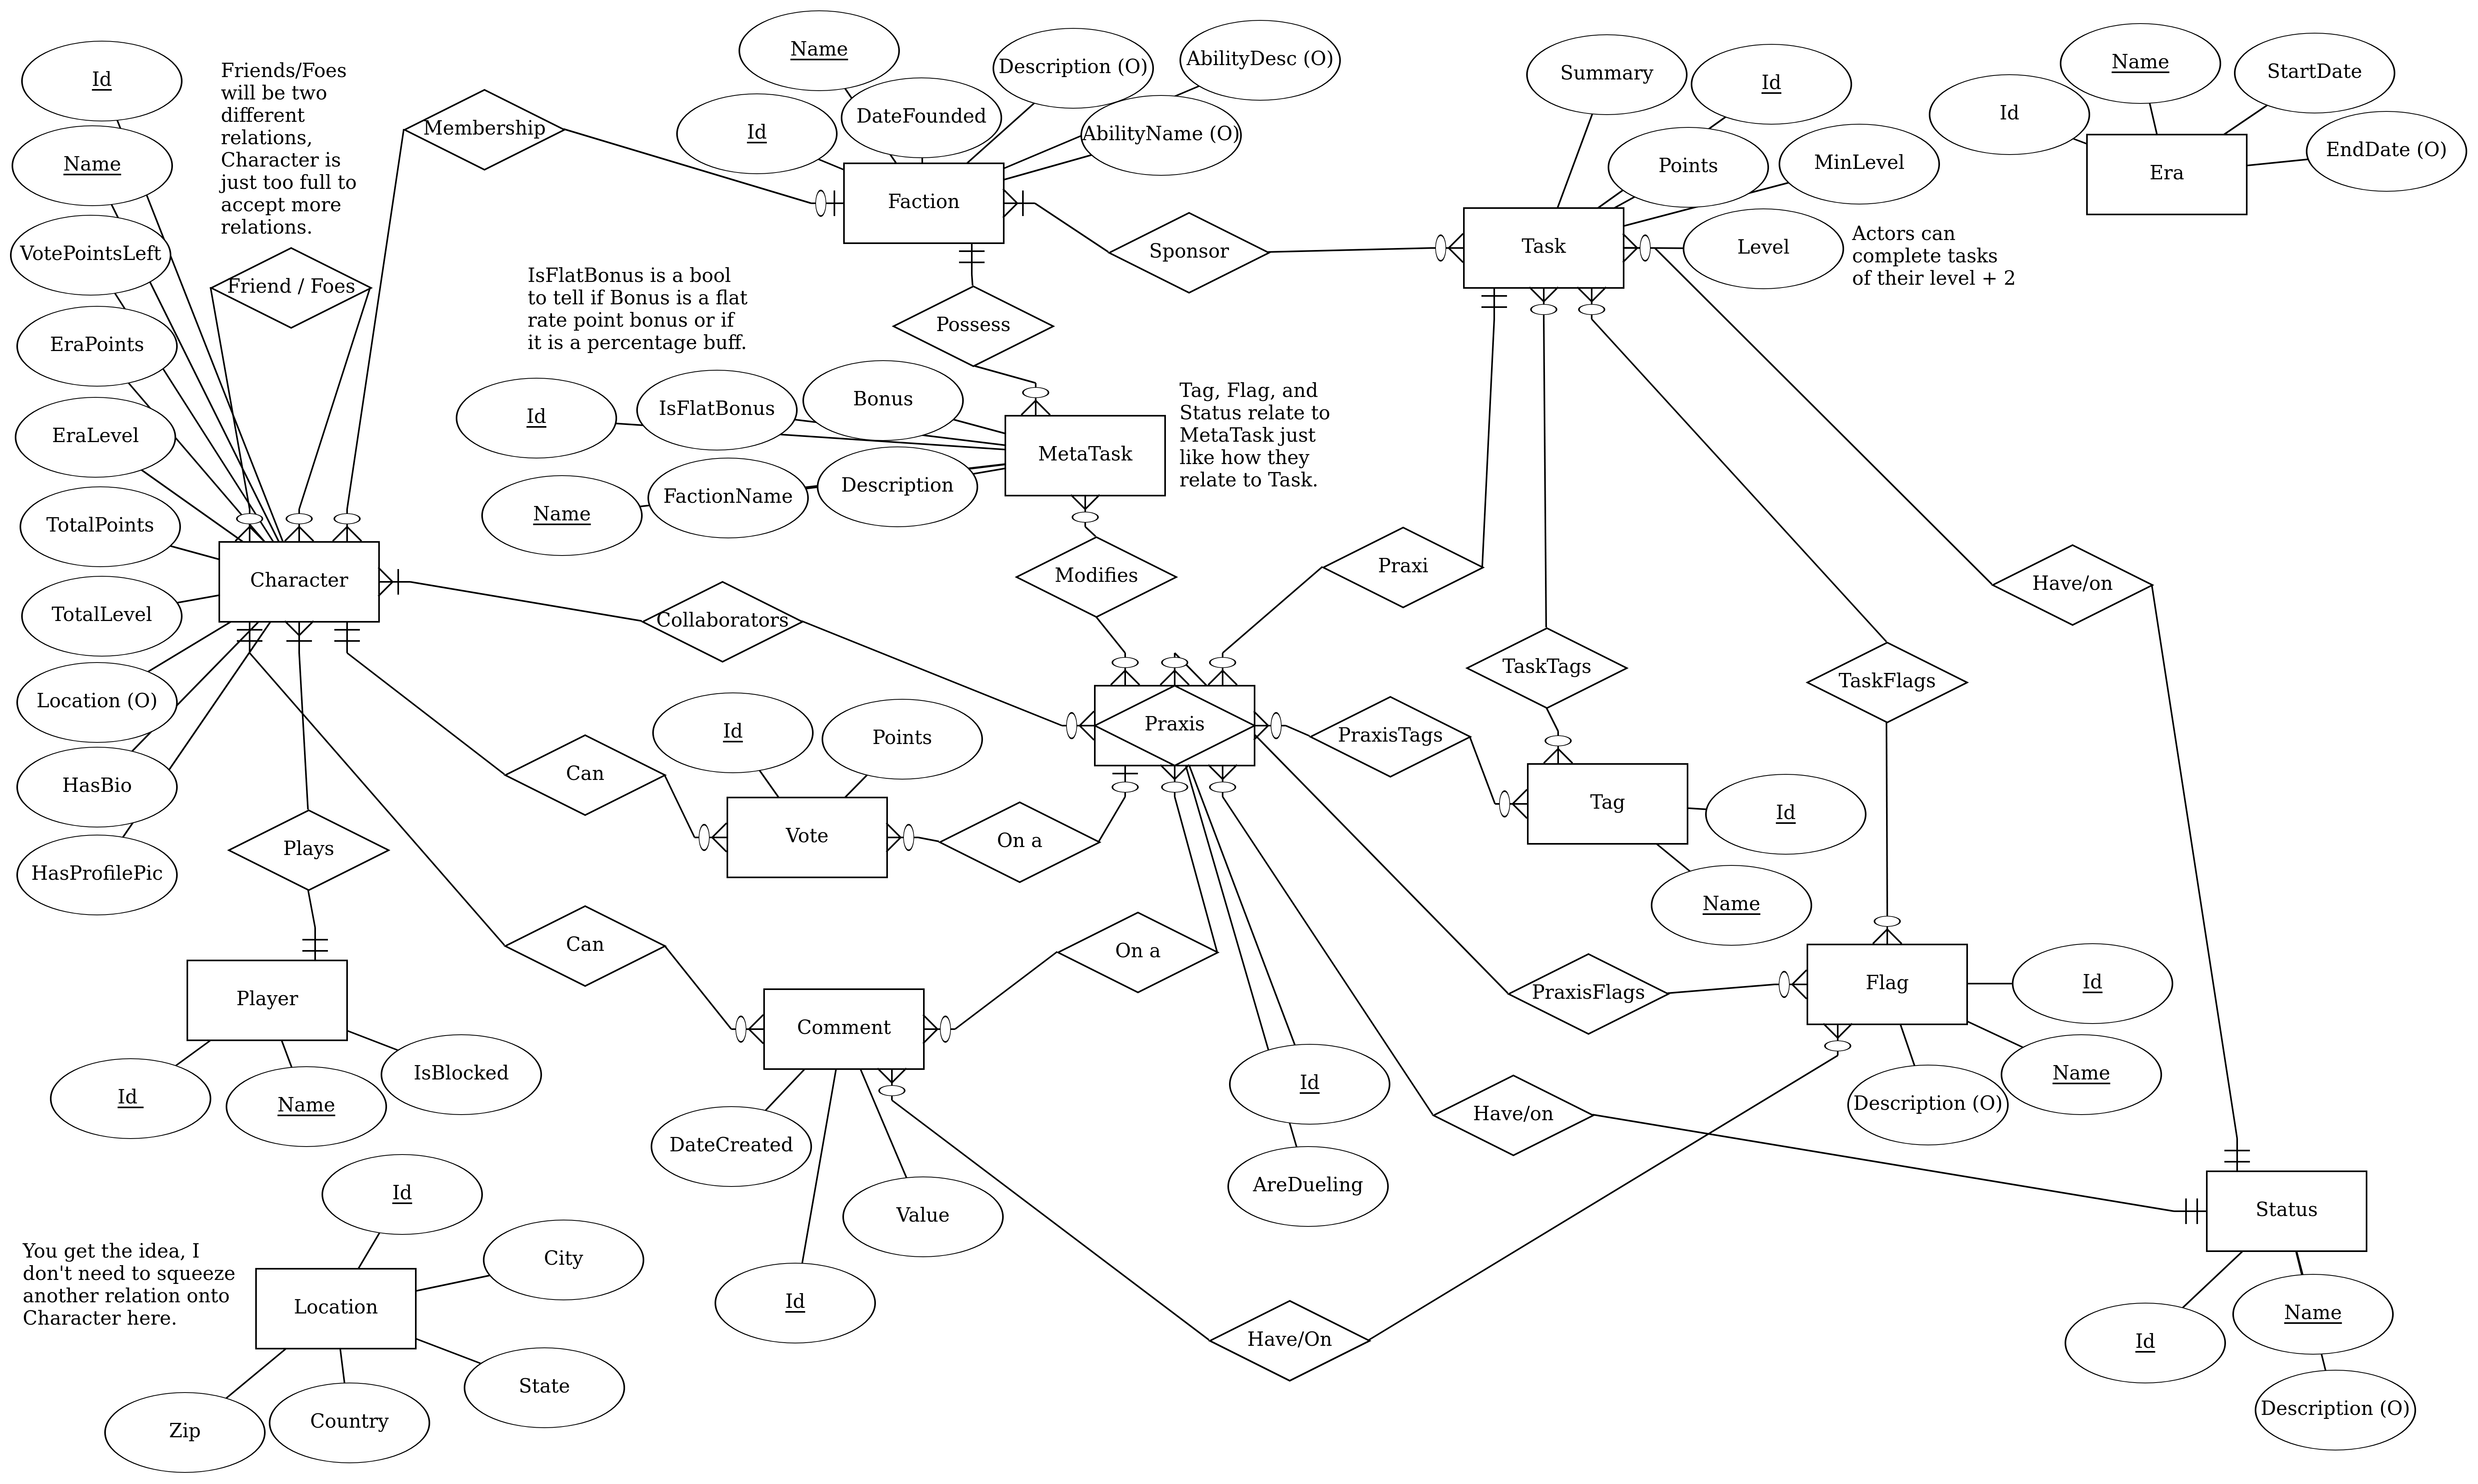 Id
Name
VotePointsLeft
EraPoints
EraLevel
TotalPoints
TotalLevel
Location (O)
HasBio
HasProfilePic
Friends/Foes
will be two
different
relations,
Character is
just too full to
accept more
relations.
Friend / Foes
Membership
Character
Name
Id
DateFounded
Description (O)
AbilityDesc (O)
AbilityName (O)
Faction
Sponsor
Possess
IsFlatBonus is a bool
to tell if Bonus is a flat
rate point bonus or if
it is a percentage buff.
Id
IsFlatBonus
Bonus
Name
FactionName
Description
MetaTask
Tag, Flag, and
Status relate to
MetaTask just
like how they
relate to Task.
Summary
Id
Points
MinLevel
Level
Task
Actors can
complete tasks
of their level + 2
Id
Name
StartDate
EndDate (O)
Era
Modifies
Praxi
Have/on
Collaborators
TaskTags
TaskFlags
Praxis
PraxisTags
Can
Id
Points
Vote
On a
Tag
Id
Name
Plays
Can
On a
Comment
DateCreated
Id
Value
Player
Id
Name
IsBlocked
PraxisFlags
Flag
Id
Name
Description (O)
Id
AreDueling
Have/on
Have/On
Status
Id
Name
Description (O)
You get the idea, I
don't need to squeeze
another relation onto
Character here.
Id
City
Location
State
Country
Zip